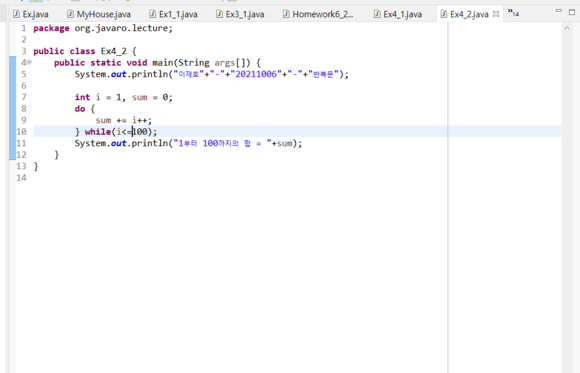 Ex.java MyHouse.java Ex1_1.java Ex3_1.java Homework6_2... Ex4_1.java Ex4_2.java »14
1 package org.javaro.lecture;
2
3 public class Ex4_2 {
4 public static void main(String args[]) {
5 System.out.println("이재호"+"-"+"20211006"+"-"+"반복문");
6
7 int i = 1, sum = 0;
8 do {
9 sum += i++;
10 } while(i<=100);
11 System.out.println("1부터 100까지의 합 = "+sum);
12 }
13 }
14